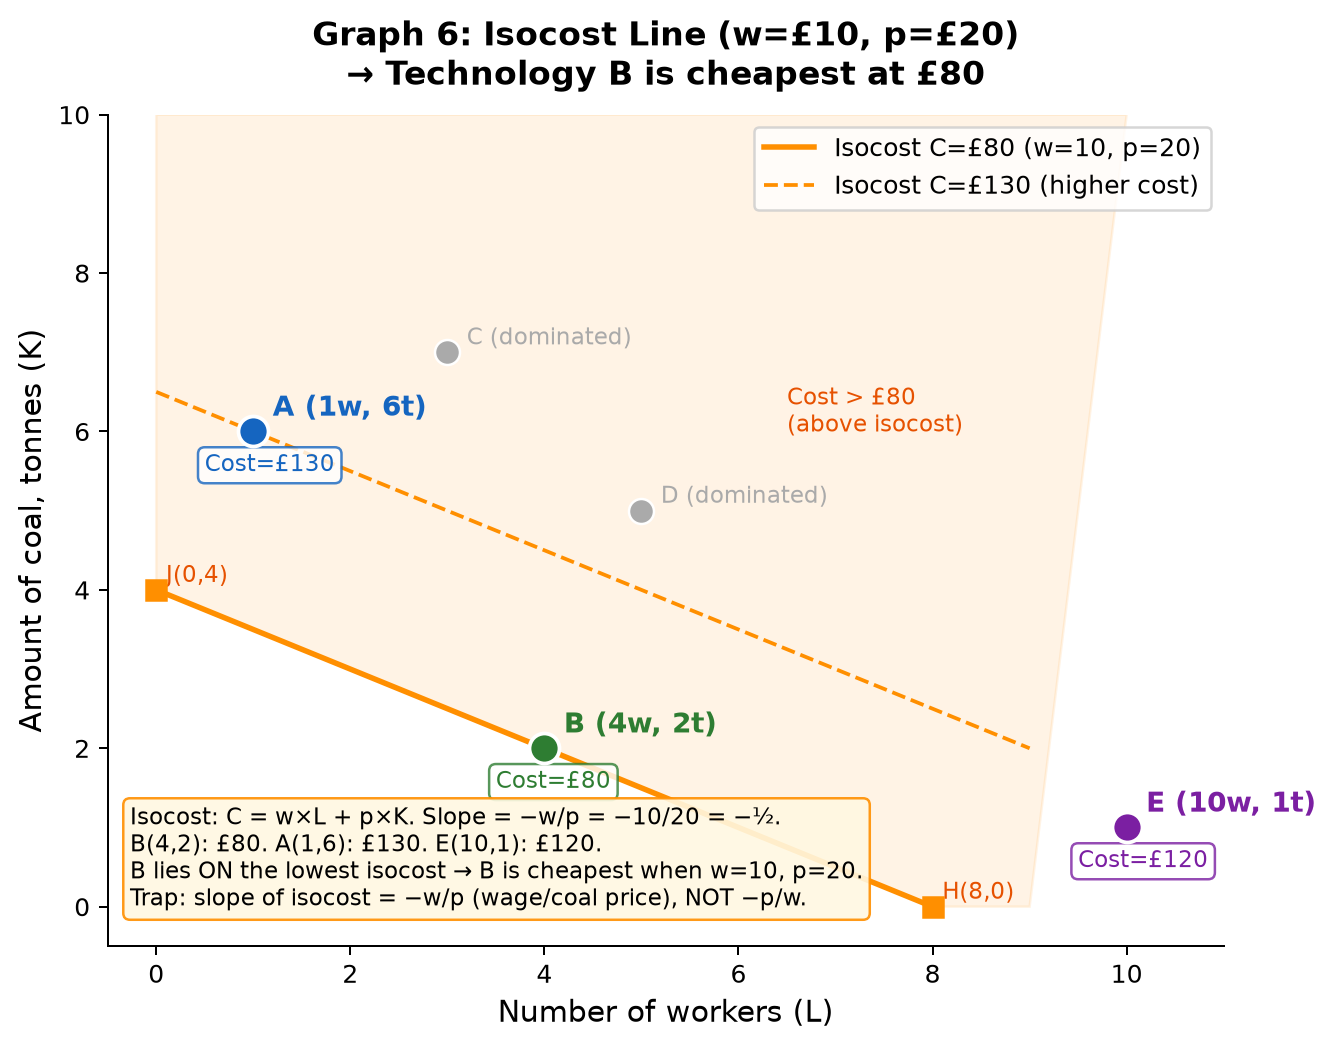 Graph 6: Isocost Line (w=£10, p=£20)
→ Technology B is cheapest at £80
Isocost C=£80 (w=10, p=20)
Isocost C=£130 (higher cost)
Amount of coal, tonnes (K)
10
8
6
4
2
0
C (dominated)
Cost > £80
(above isocost)
A (1w, 6t)
Cost=£130
D (dominated)
J(0,4)
B (4w, 2t)
Cost=£80
E (10w, 1t)
Cost=£120
Isocost: C = w×L + p×K. Slope = −w/p = −10/20 = −½.
B(4,2): £80. A(1,6): £130. E(10,1): £120.
B lies ON the lowest isocost → B is cheapest when w=10, p=20.
Trap: slope of isocost = −w/p (wage/coal price), NOT −p/w.
H(8,0)
0
2
4
6
8
10
Number of workers (L)